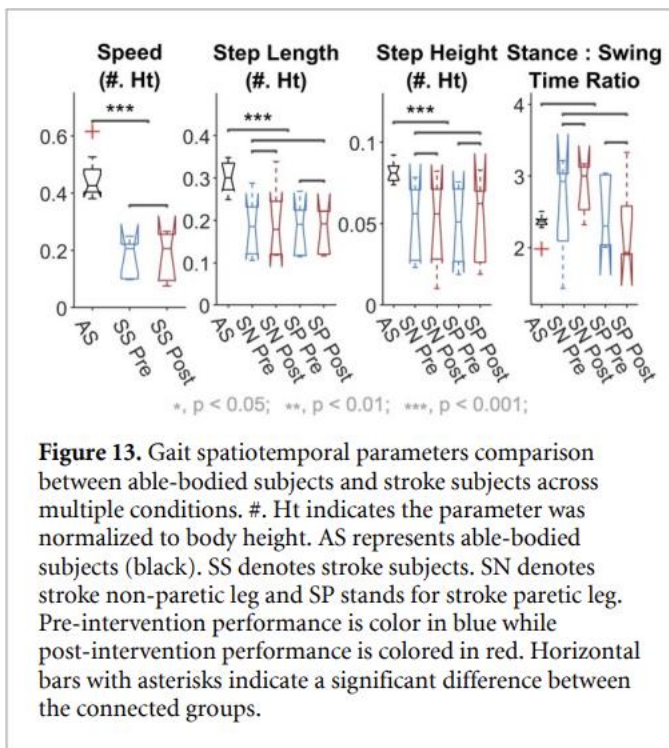 Speed Step Length Step Height Stance : Swing
(#. Ht) (#. Ht) (#. Ht) Time Ratio
*** *** ***
0.6
0.4
0.2
0
0.4
0.3
0.2
0.1
0.1
0.05
0
4
3
2
AS SS Pre SS Post
AS SN Pre SN Post SP Pre SP Post
AS SN Pre SN Post SP Pre SP Post
AS SN Pre SN Post SP Pre SP Post
*, p < 0.05; **, p < 0.01; ***, p < 0.001;
Figure 13. Gait spatiotemporal parameters comparison
between able-bodied subjects and stroke subjects across
multiple conditions. #. Ht indicates the parameter was
normalized to body height. AS represents able-bodied
subjects (black). SS denotes stroke subjects. SN denotes
stroke non-paretic leg and SP stands for stroke paretic leg.
Pre-intervention performance is color in blue while
post-intervention performance is colored in red. Horizontal
bars with asterisks indicate a significant difference between
the connected groups.